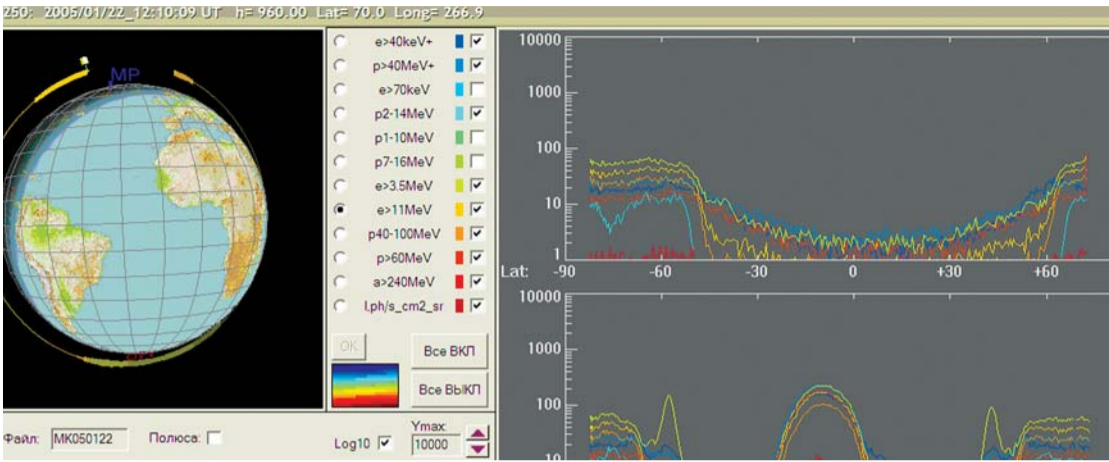 250: 2005/01/22_12:10:09 UT h= 960.00 Lat= 70.0 Long= 266.9
MP
e>40keV+
p>40MeV+
e>70keV
p2-14MeV
p1-10MeV
p7-16MeV
e>3.5MeV
e>11MeV
p40-100MeV
p>60MeV
a>240MeV
I.ph/s_cm2_sr
OK
Все ВКЛ
Все ВЫКЛ
Файл: MK050122 Полюса:
Log10
Ymax:
10000
10000
1000
100
10
1
Lat: -90 -60 -30 0 +30 +60
10000
1000
100
10